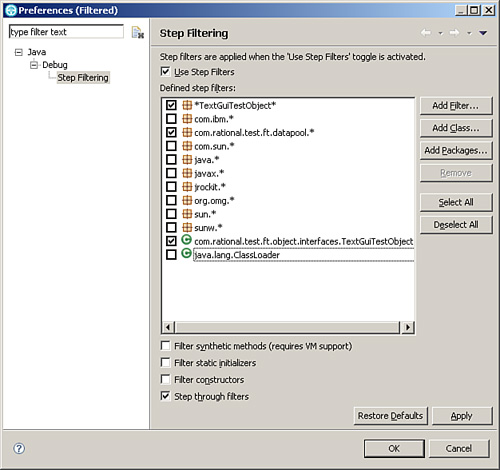 Preferences (Filtered)
type filter text
Java
Debug
Step Filtering
Step Filtering
Step filters are applied when the 'Use Step Filters' toggle is activated.
Use Step Filters
Defined step filters:
*TextGuiTestObject*
com.ibm.*
com.rational.test.ft.datapool.*
com.sun.*
java.*
javax.*
jrockit.*
org.omg.*
sun.*
sunw.*
com.rational.test.ft.object.interfaces.TextGuiTestObject
java.lang.ClassLoader
Add Filter...
Add Class...
Add Packages...
Remove
Select All
Deselect All
Filter synthetic methods (requires VM support)
Filter static initializers
Filter constructors
Step through filters
Restore Defaults
Apply
?
OK
Cancel